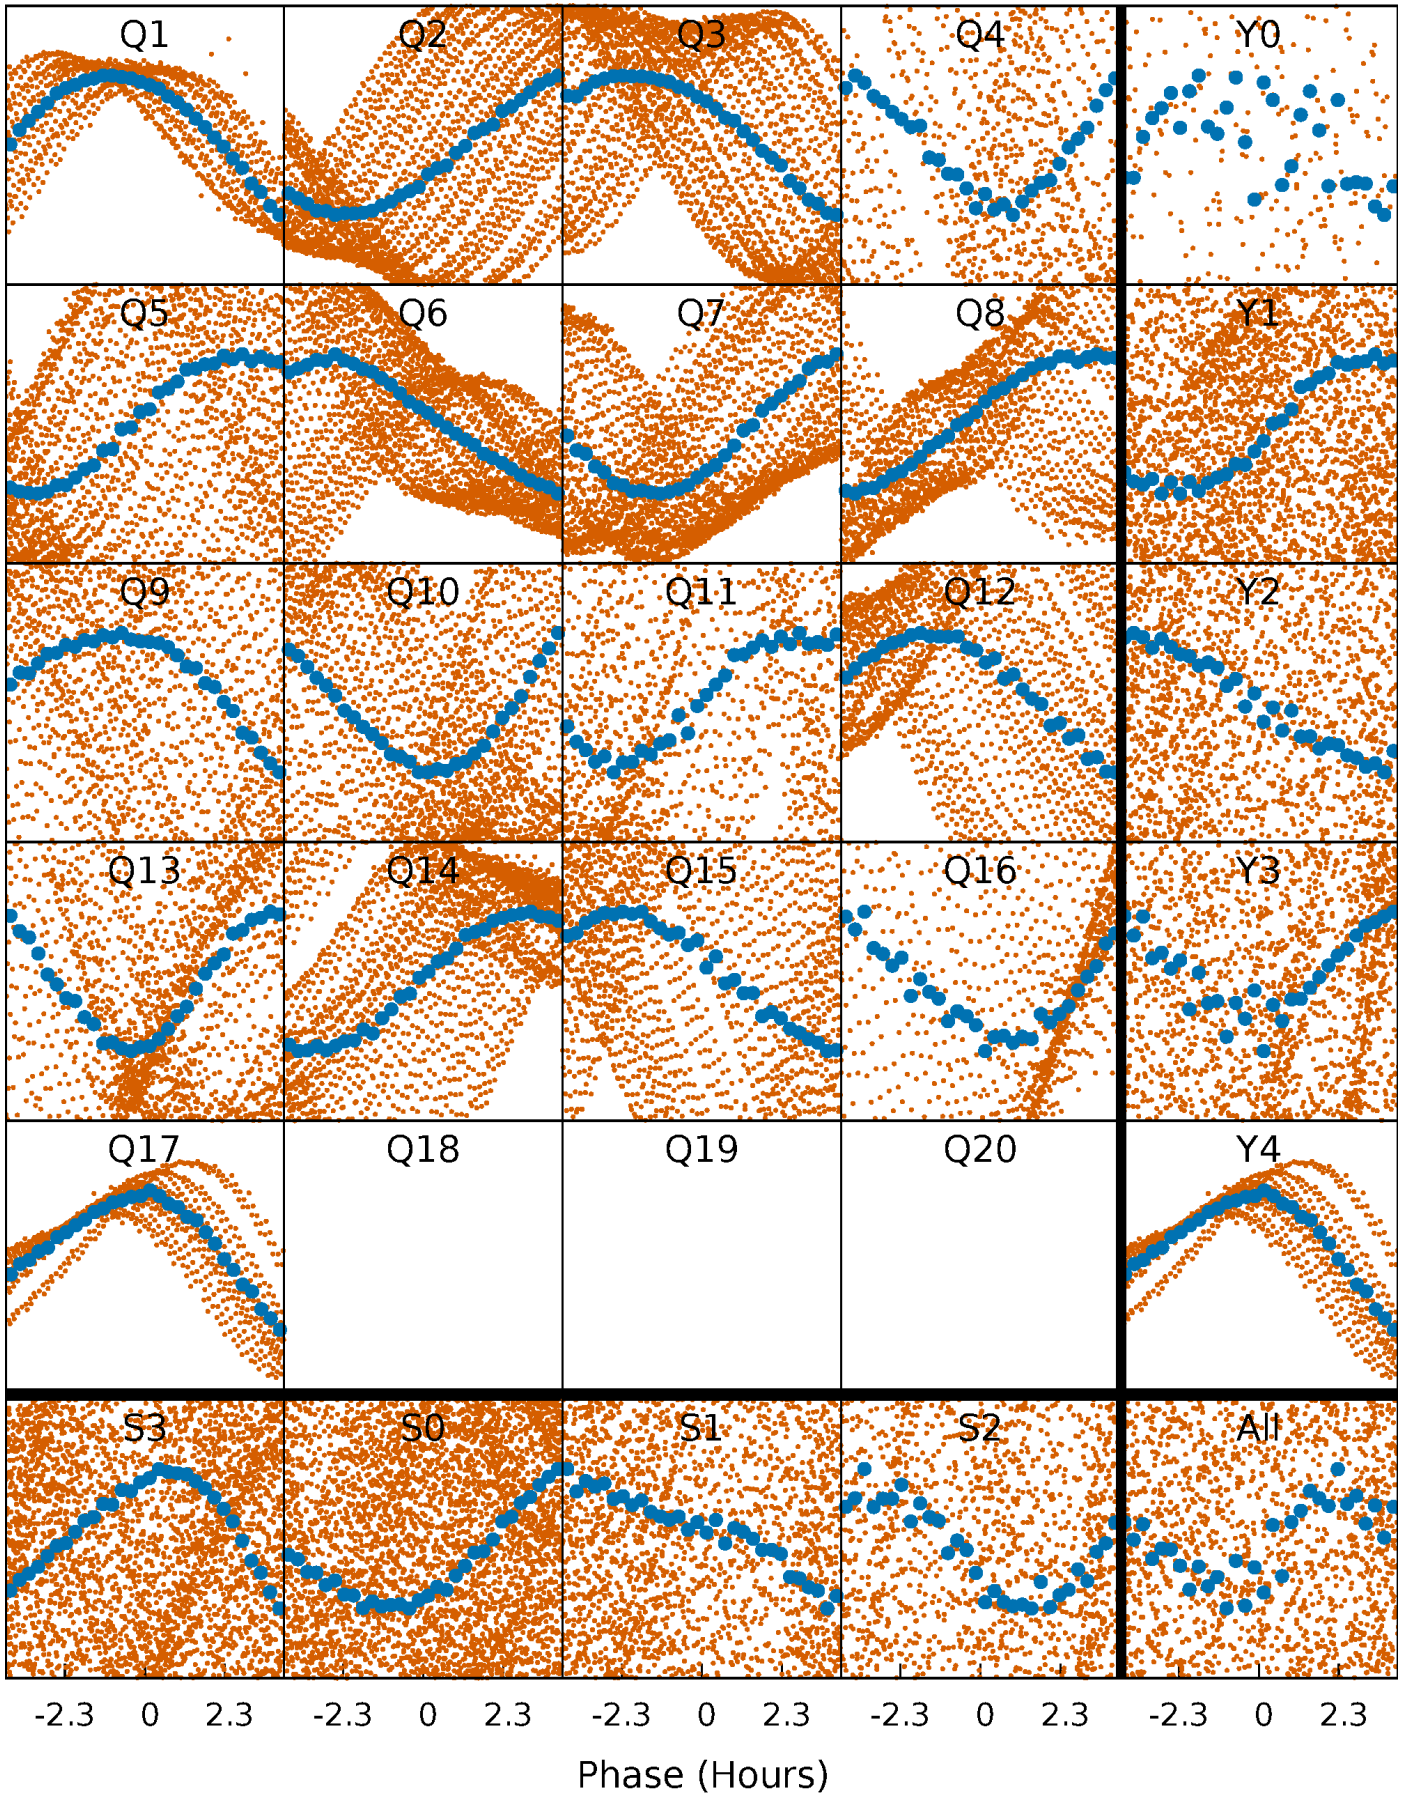 Q1 Q2 Q3 Q4 Y0
Q5 Q6 Q7 Q8 Y1
Q9 Q10 Q11 Q12 Y2
Q13 Q14 Q15 Q16 Y3
Q17 Q18 Q19 Q20 Y4
S3 S0 S1 S2 All
-2.3 0 2.3 -2.3 0 2.3 -2.3 0 2.3 -2.3 0 2.3 -2.3 0 2.3
Phase (Hours)